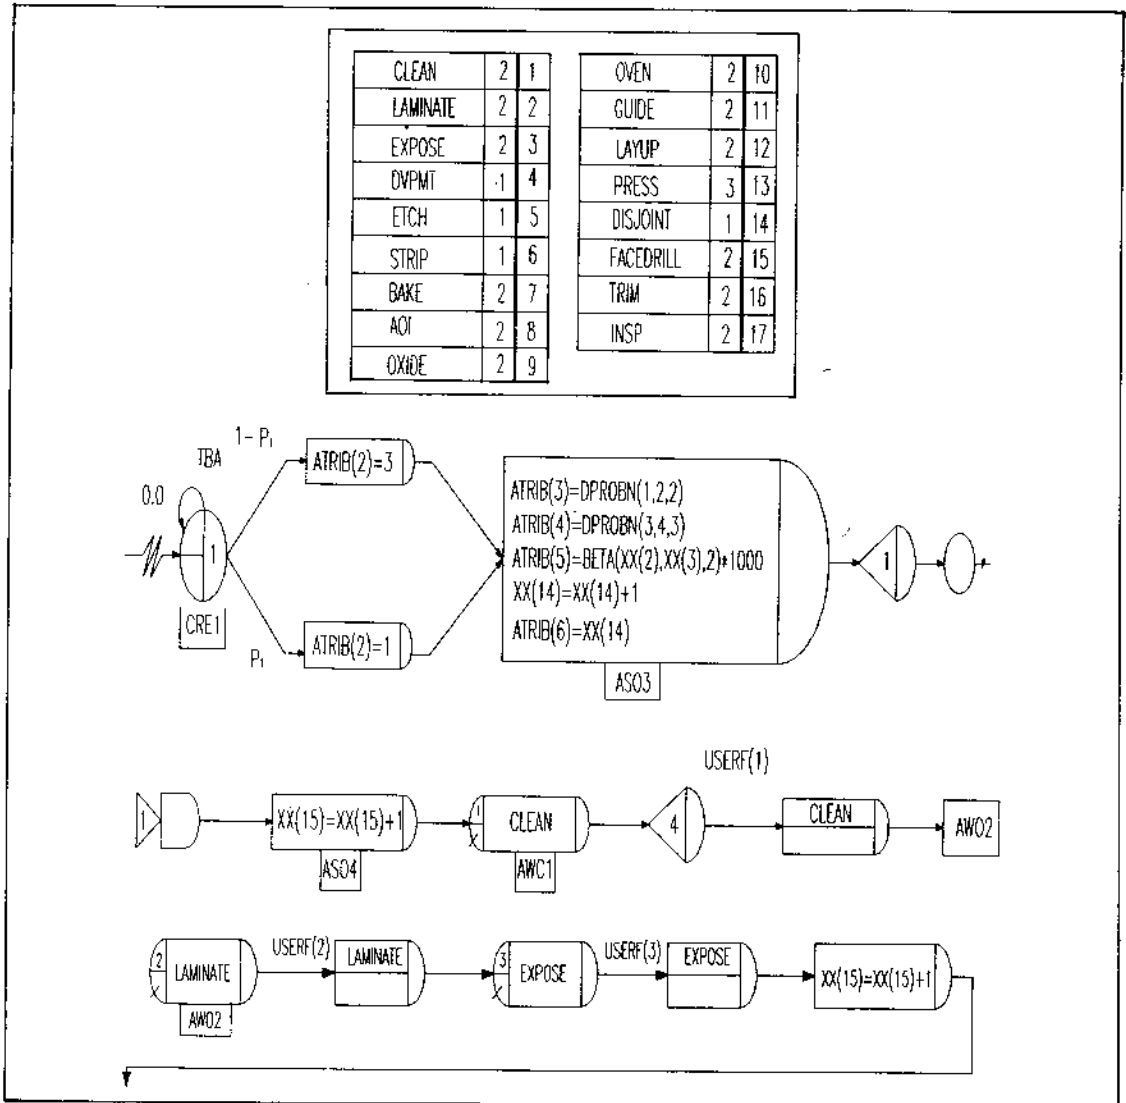 CLEAN 2 1
LAMINATE 2 2
EXPOSE 2 3
DVPMT 1 4
ETCH 1 5
STRIP 1 6
BAKE 2 7
AOI 2 8
OXIDE 2 9
OVEN 2 10
GUIDE 2 11
LAYUP 2 12
PRESS 3 13
DISJOINT 1 14
FACEDRILL 2 15
TRIM 2 16
INSP 2 17
1- P₁
TBA
0.0
1
CRE1
P₁
ATRIB(2)=3
ATRIB(2)=1
ATRIB(3)=DPROBN(1,2,2)
ATRIB(4)=DPROBN(3,4,3)
ATRIB(5)=BETA(XX(2),XX(3),2)*1000
XX(14)=XX(14)+1
ATRIB(6)=XX(14)
ASO3
1
USERF(1)
1
XX(15)=XX(15)+1
ASO4
1
CLEAN
AWC1
4
CLEAN
AWO2
2
LAMINATE
AWO2
USERF(2)
LAMINATE
3
EXPOSE
USERF(3)
EXPOSE
XX(15)=XX(15)+1